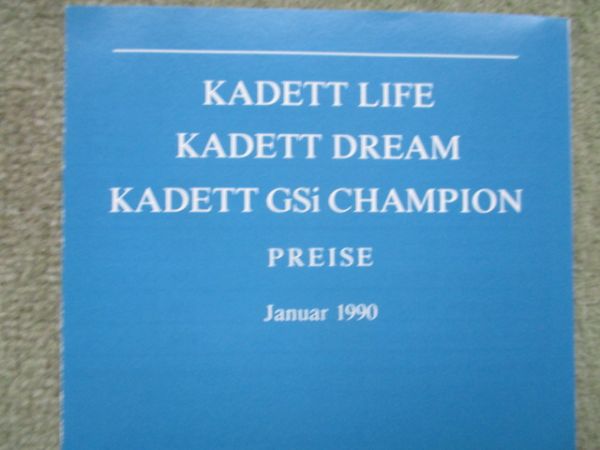 KADETT LIFE
KADETT DREAM
KADETT GSi CHAMPION
PREISE
Januar 1990